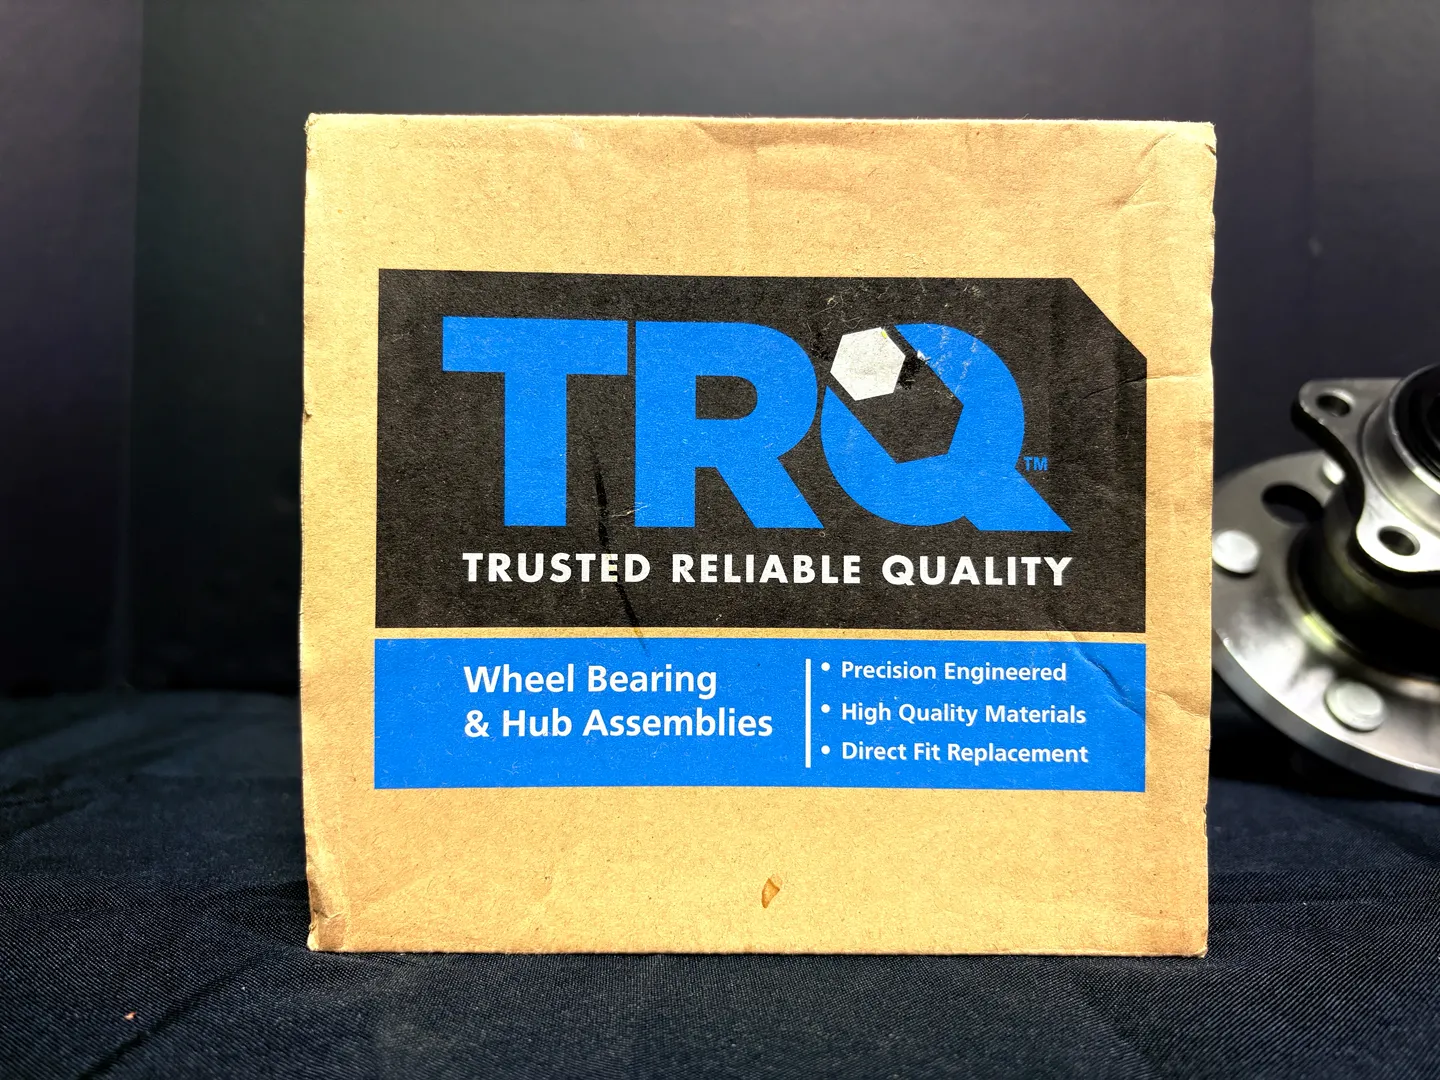 TRQ™
TRUSTED RELIABLE QUALITY
Wheel Bearing
& Hub Assemblies
• Precision Engineered
• High Quality Materials
• Direct Fit Replacement